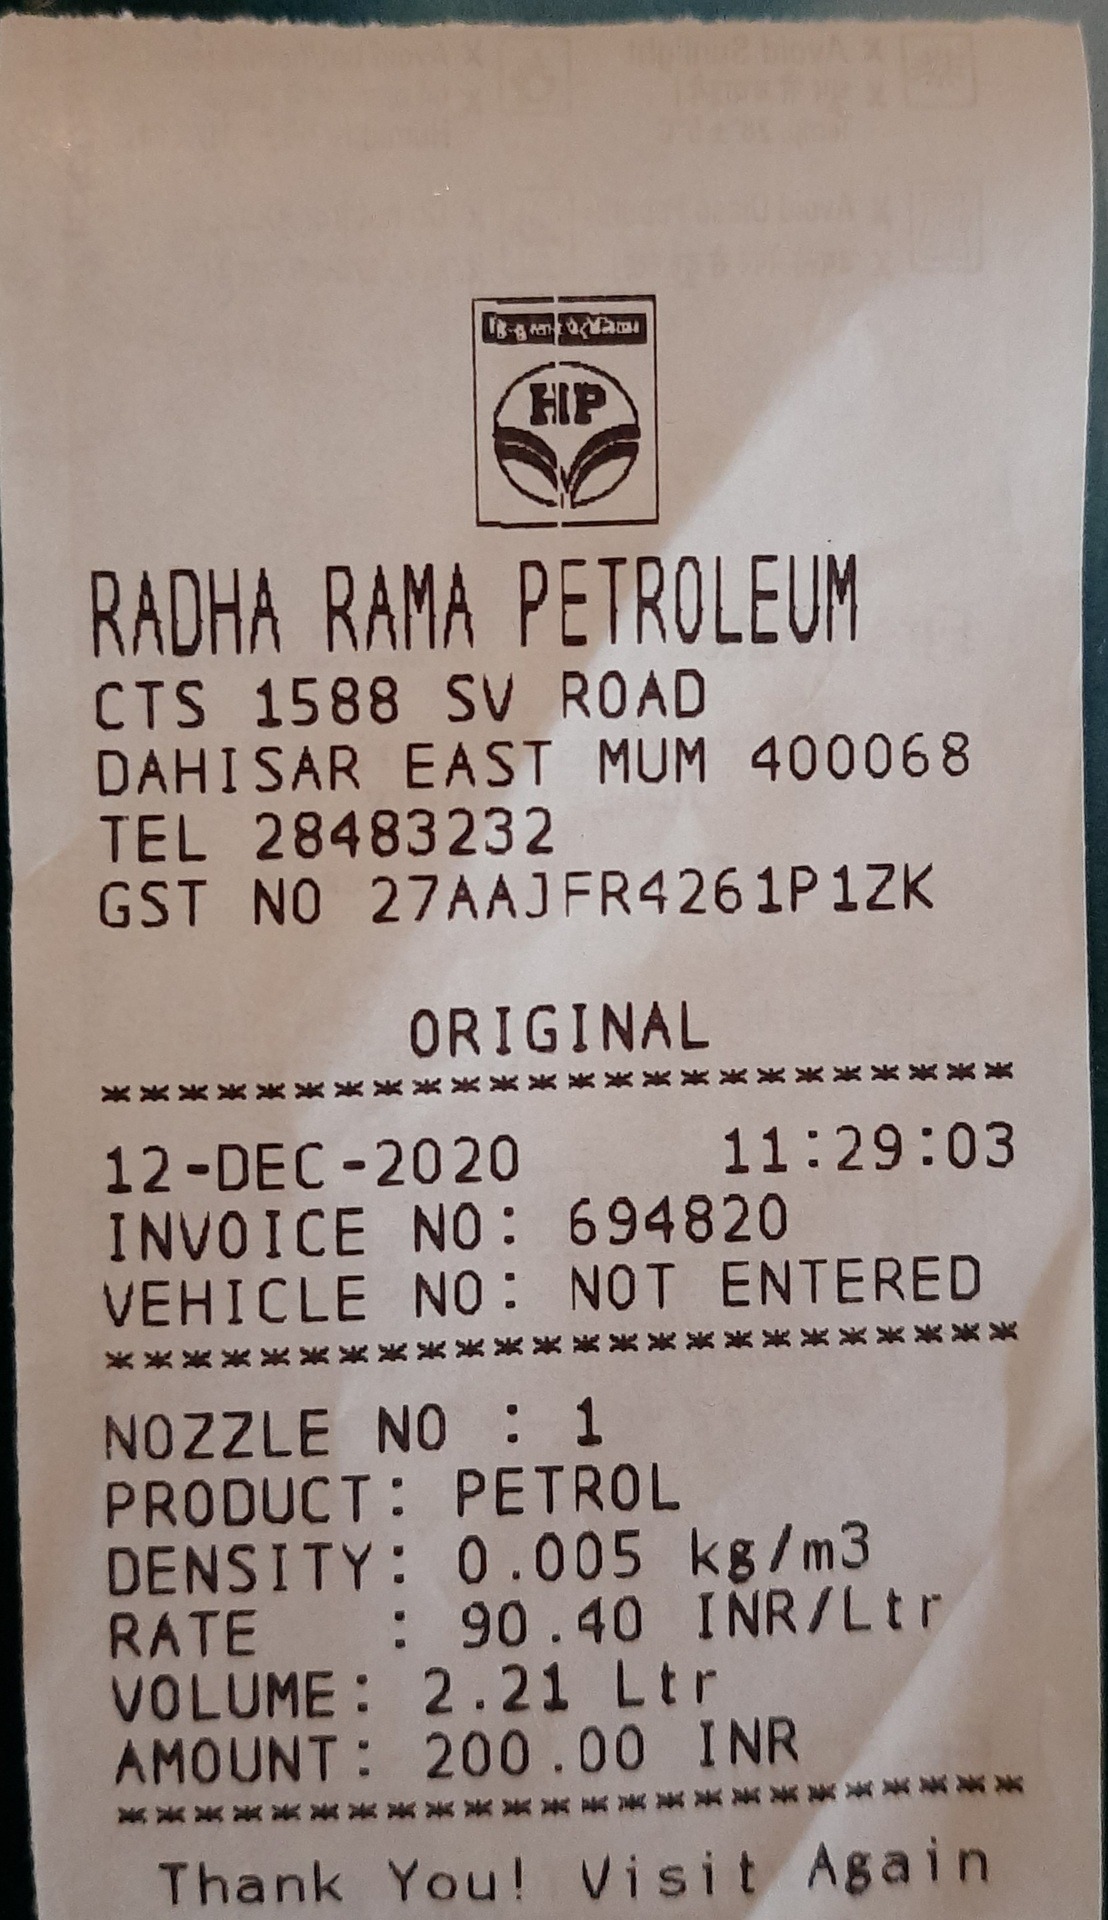 HP
RADHA RAMA PETROLEUM
CTS 1588 SV ROAD
DAHISAR EAST MUM 400068
TEL 28483232
GST NO 27AAJFR4261P1ZK
ORIGINAL
************************
12-DEC-2020 11:29:03
INVOICE NO: 694820
VEHICLE NO: NOT ENTERED
************************
NOZZLE NO : 1
PRODUCT: PETROL
DENSITY: 0.005 kg/m3
RATE : 90.40 INR/Ltr
VOLUME: 2.21 Ltr
AMOUNT: 200.00 INR
************************
Thank You! Visit Again